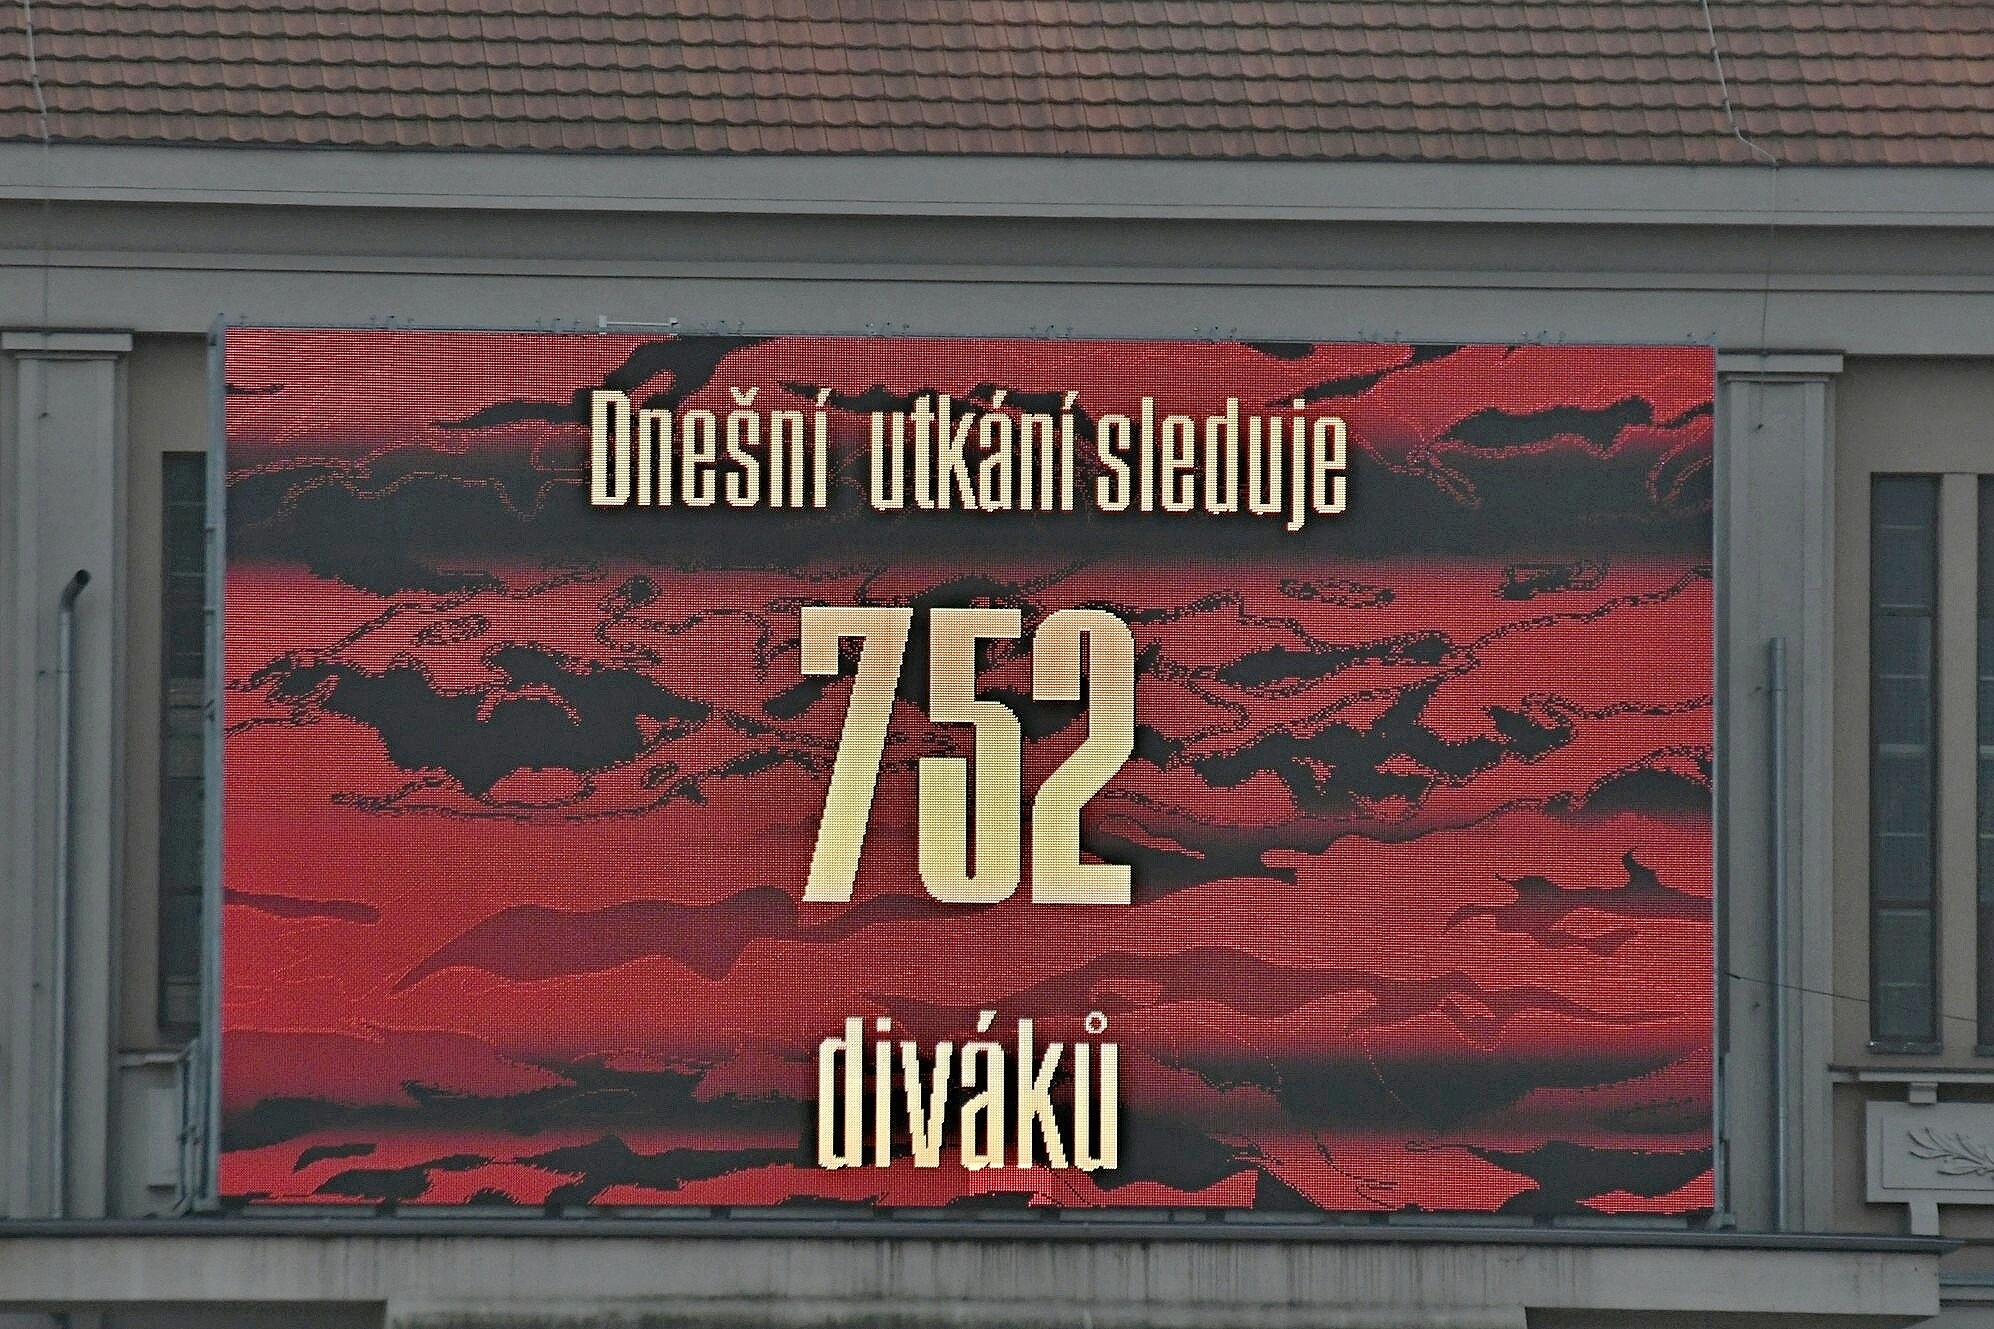 Dnešní utkání sleduje
752
diváků